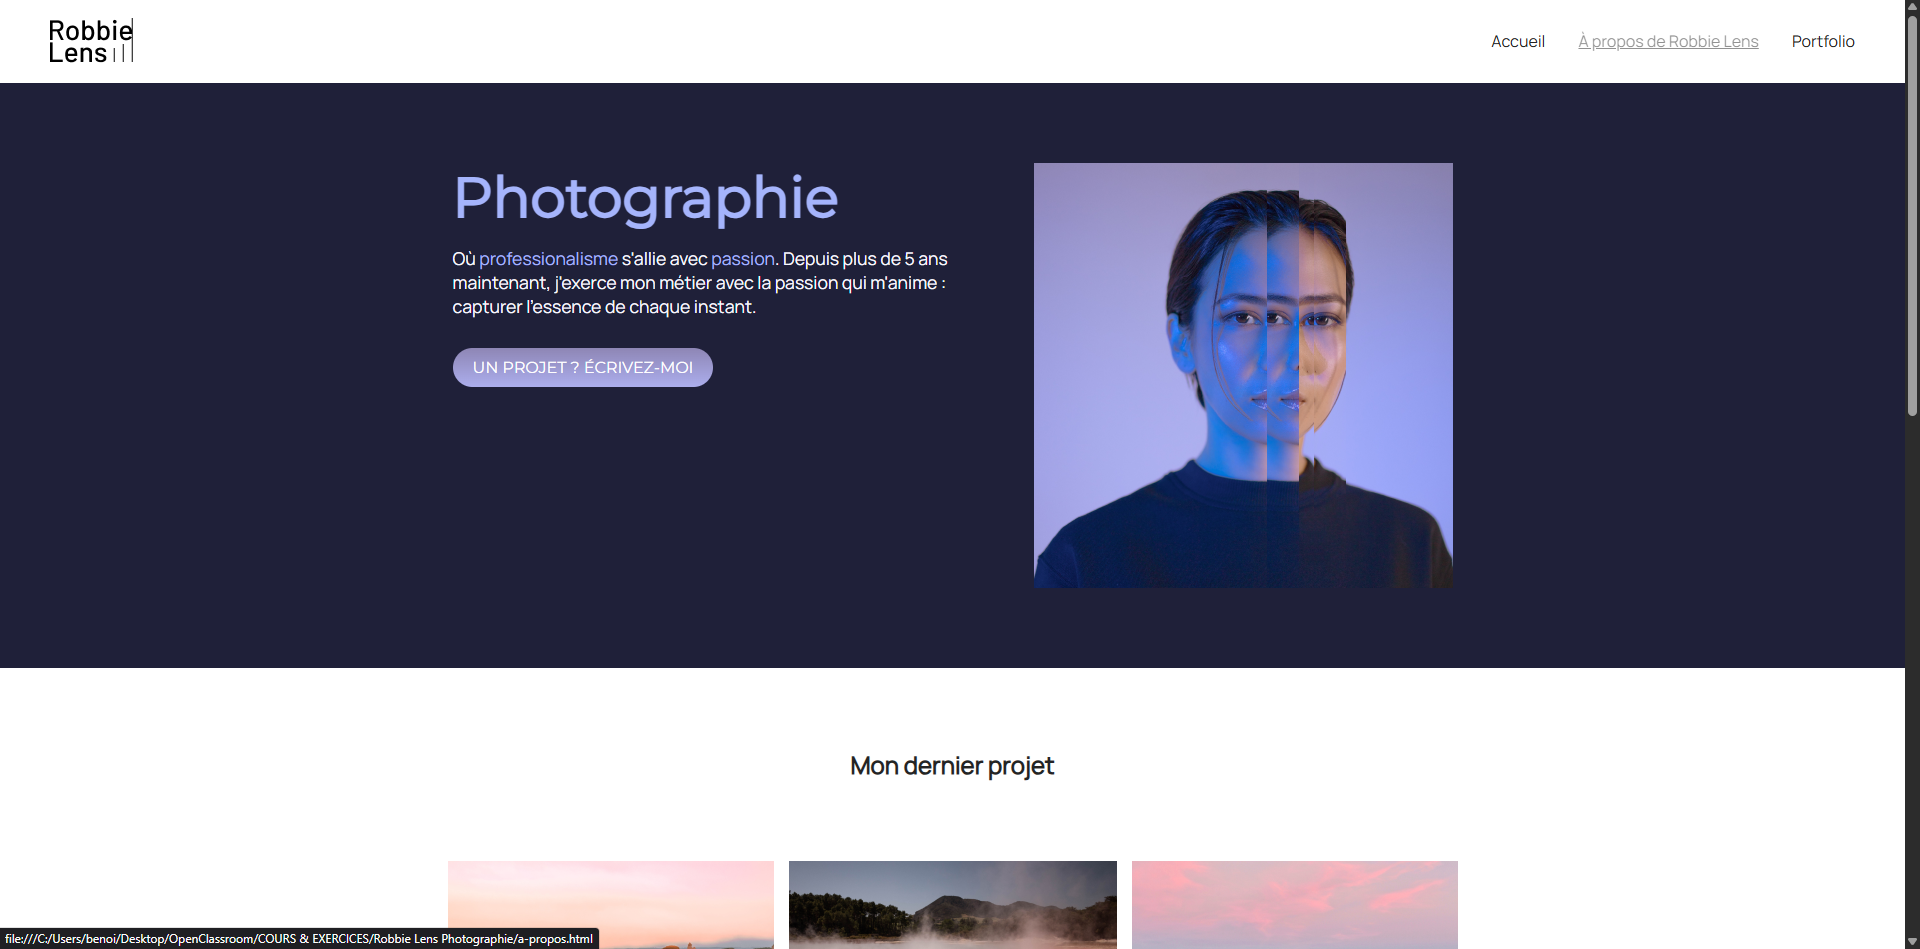 Robbie
Lens
Accueil
À propos de Robbie Lens
Portfolio
Photographie
Où professionalisme s'allie avec passion. Depuis plus de 5 ans
maintenant, j'exerce mon métier avec la passion qui m'anime :
capturer l'essence de chaque instant.
UN PROJET ? ÉCRIVEZ-MOI
Mon dernier projet
file:///C:/Users/benoi/Desktop/OpenClassroom/COURS & EXERCICES/Robbie Lens Photographie/a-propos.html